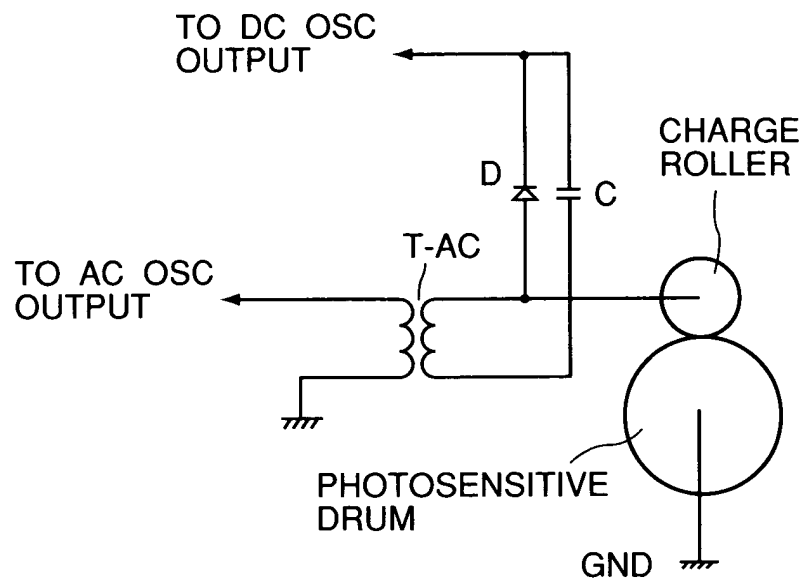 TO DC OSC
OUTPUT
CHARGE
ROLLER
D
C
T-AC
TO AC OSC
OUTPUT
PHOTOSENSITIVE
DRUM
GND